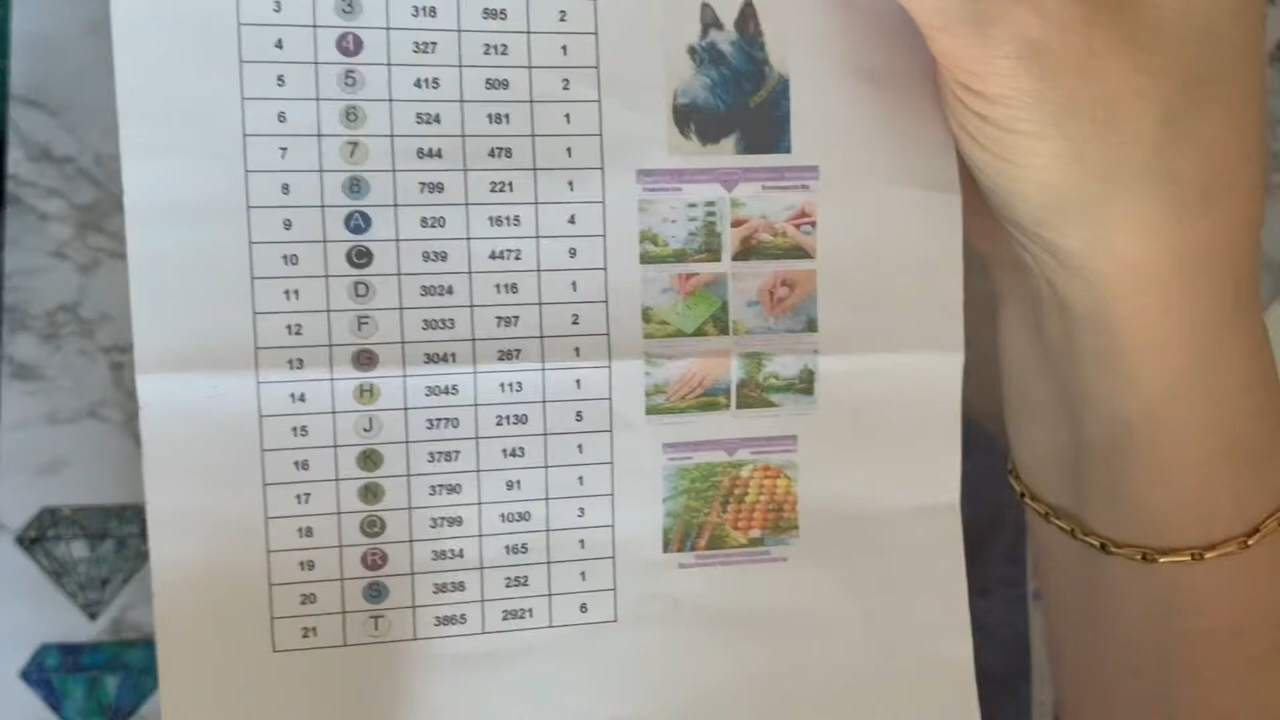 3 3 318 595 2
4 4 327 212 1
5 5 415 509 2
6 6 524 181 1
7 7 644 478 1
8 8 799 221 1
9 A 820 1615 4
10 C 939 4472 9
11 D 3024 116 1
12 F 3033 797 2
13 G 3041 267 1
14 H 3045 113 1
15 J 3770 2130 5
16 K 3787 143 1
17 N 3790 91 1
18 Q 3799 1030 3
19 R 3834 165 1
20 S 3838 252 1
21 T 3865 2921 6